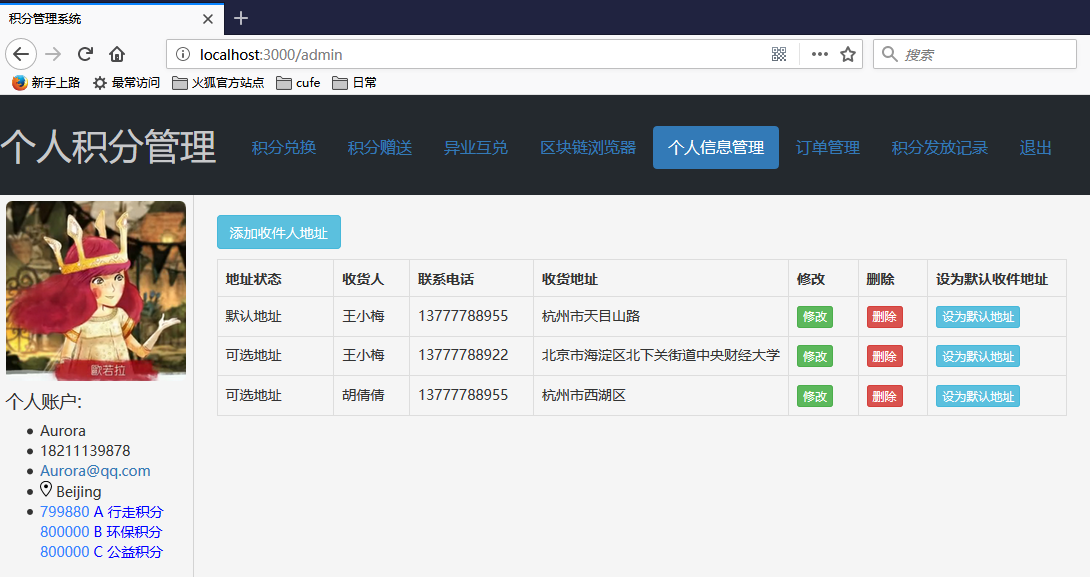 积分管理系统
localhost:3000/admin
搜索
新手上路 最常访问 火狐官方站点 cufe 日常
个人积分管理 积分兑换 积分赠送 异业互兑 区块链浏览器 个人信息管理 订单管理 积分发放记录 退出
添加收件人地址
地址状态 收货人 联系电话 收货地址 修改 删除 设为默认收件地址
默认地址 王小梅 13777788955 杭州市天目山路 修改 删除 设为默认地址
可选地址 王小梅 13777788922 北京市海淀区北下关街道中央财经大学 修改 删除 设为默认地址
可选地址 胡倩倩 13777788955 杭州市西湖区 修改 删除 设为默认地址
歐若拉
个人账户:
Aurora
18211139878
Aurora@qq.com
Beijing
799880 A 行走积分
800000 B 环保积分
800000 C 公益积分